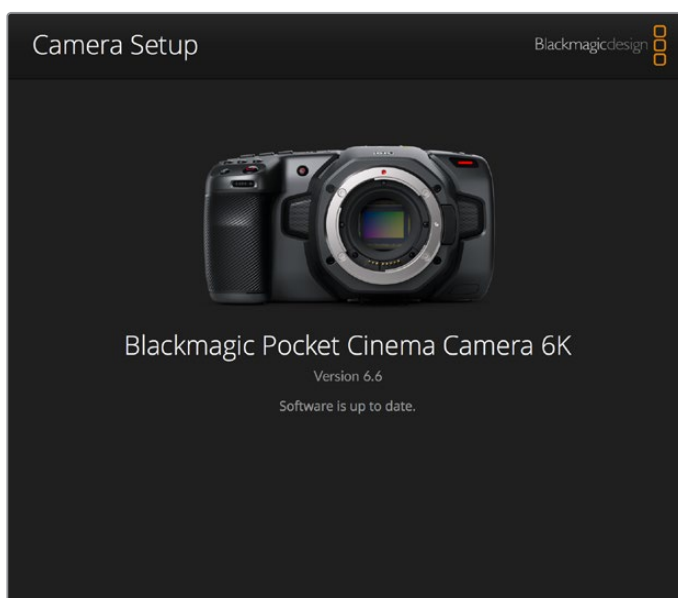 Camera Setup
Blackmagicdesign
Blackmagic Pocket Cinema Camera 6K
Version 6.6
Software is up to date.